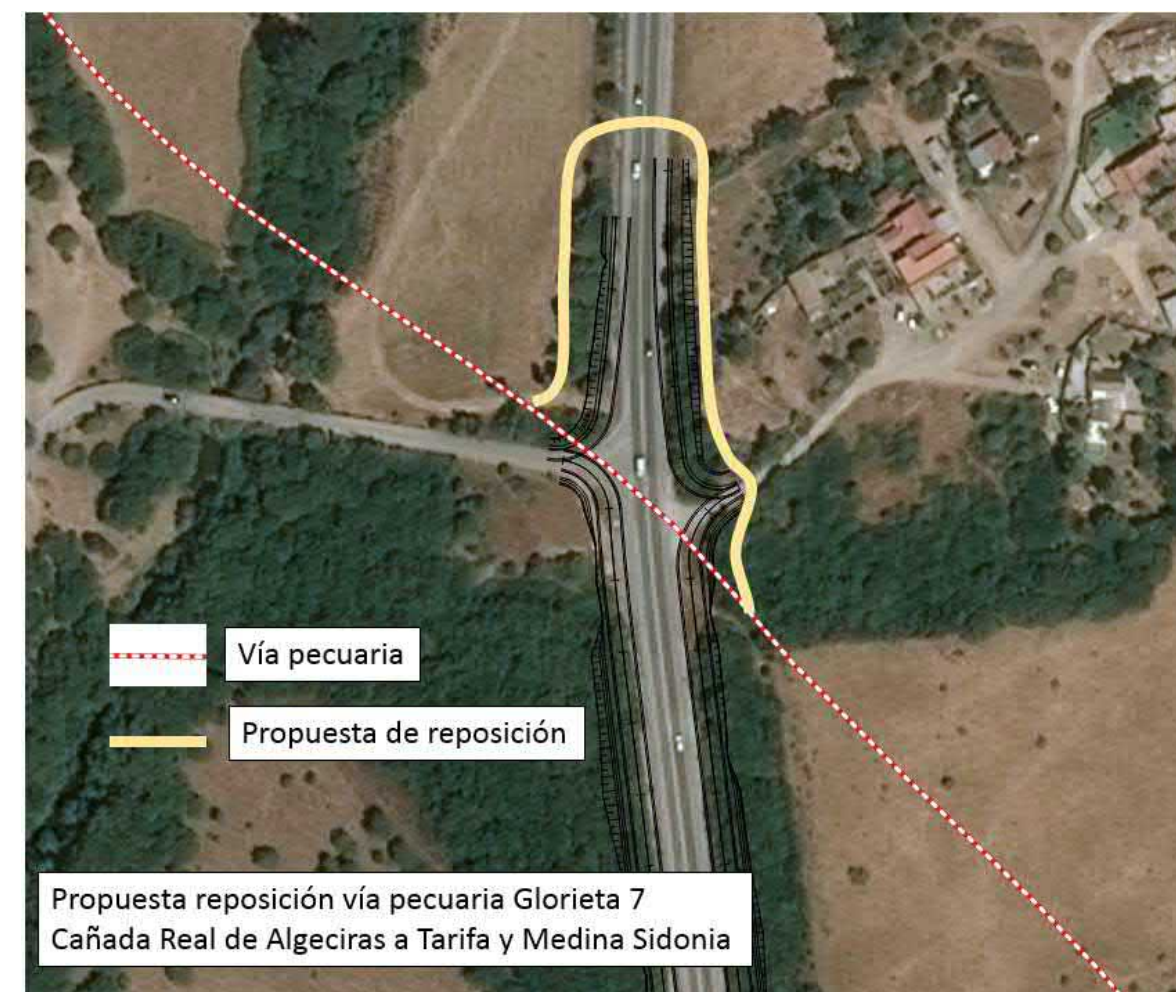 Vía pecuaria
Propuesta de reposición
Propuesta reposición vía pecuaria Glorieta 7
Cañada Real de Algeciras a Tarifa y Medina Sidonia